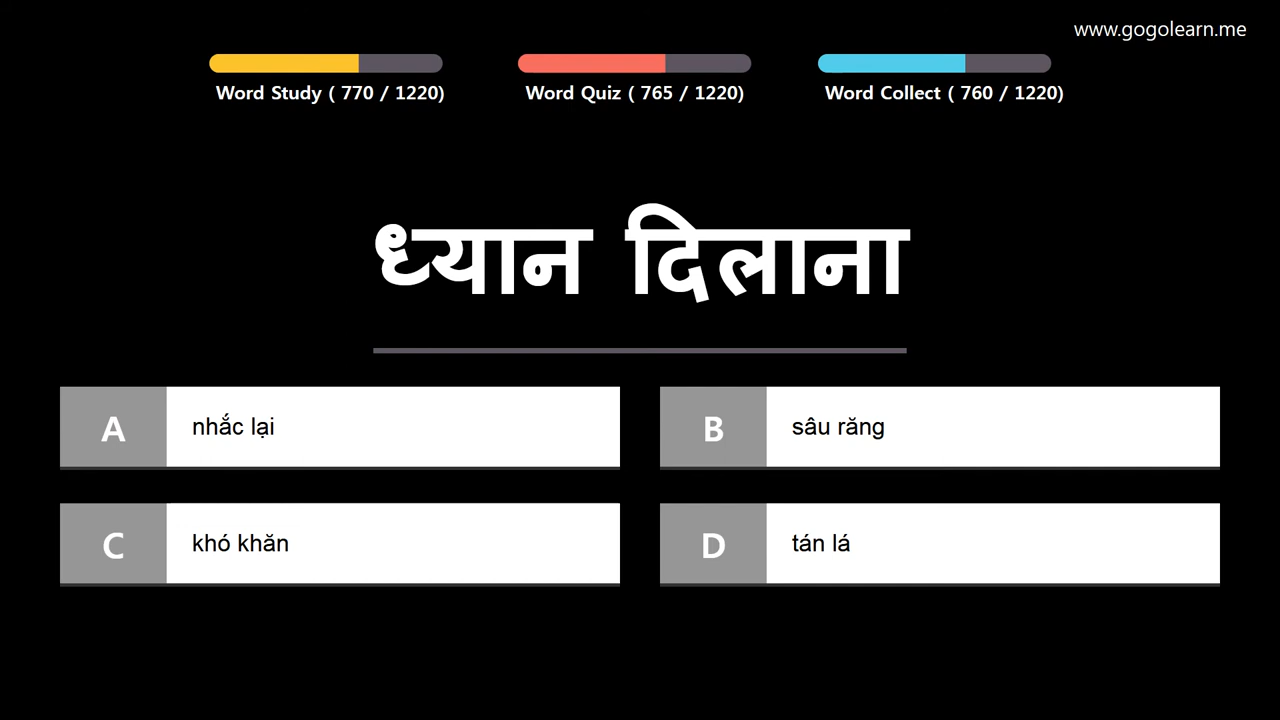 www.gogolearn.me
Word Study ( 770 / 1220)
Word Quiz ( 765 / 1220)
Word Collect ( 760 / 1220)
ध्यान दिलाना
A nhắc lại
B sâu răng
C khó khăn
D tán lá